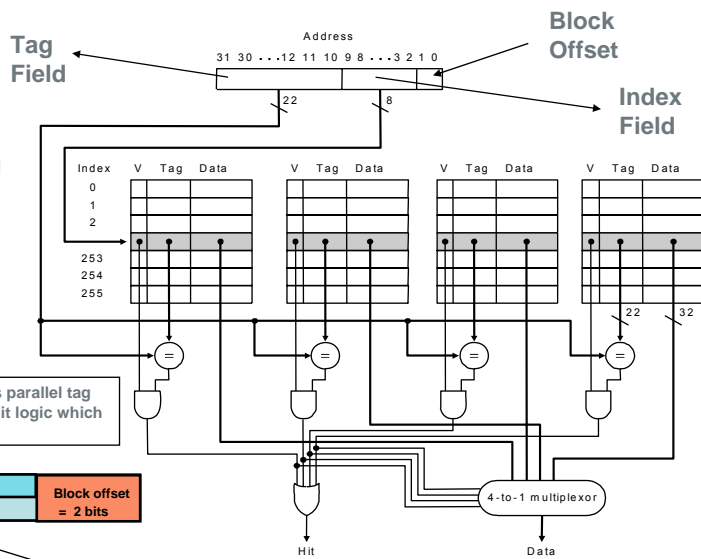 Address
Block
Offset
Tag
Field
31 30 ...12 11 10 9 8 ...3 2 1 0
Index
Field
22
8
Index
V Tag Data
V Tag Data
V Tag Data
V Tag Data
0
1
2
253
254
255
22
32
=
=
=
=
parallel tag
it logic which
Block offset
= 2 bits
4-to-1 multiplexor
Hit
Data